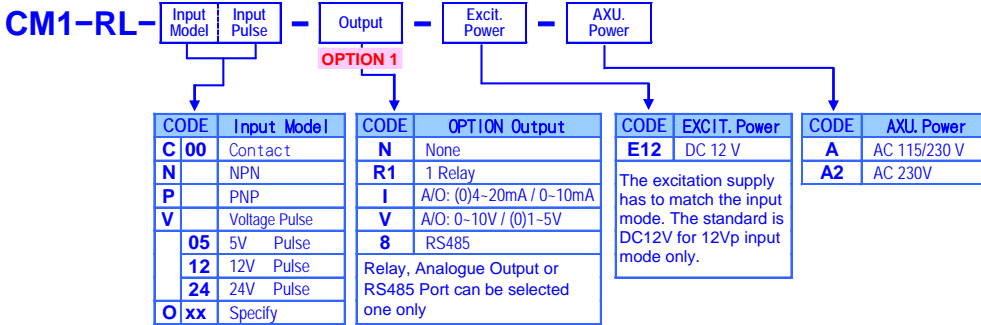 CM1-RL- Input Model Input Pulse - Output - Excit. Power - AXU. Power
OPTION 1
CODE Input Model
C 00 Contact
N NPN
P PNP
V Voltage Pulse
05 5V Pulse
12 12V Pulse
24 24V Pulse
O xx Specify
CODE OPTION Output
N None
R1 1 Relay
I A/O: (0)4~20mA / 0~10mA
V A/O: 0~10V / (0)1~5V
8 RS485
Relay, Analogue Output or
RS485 Port can be selected
one only
CODE EXCIT. Power
E12 DC 12 V
The excitation supply
has to match the input
mode. The standard is
DC12V for 12Vp input
mode only.
CODE AXU. Power
A AC 115/230 V
A2 AC 230V